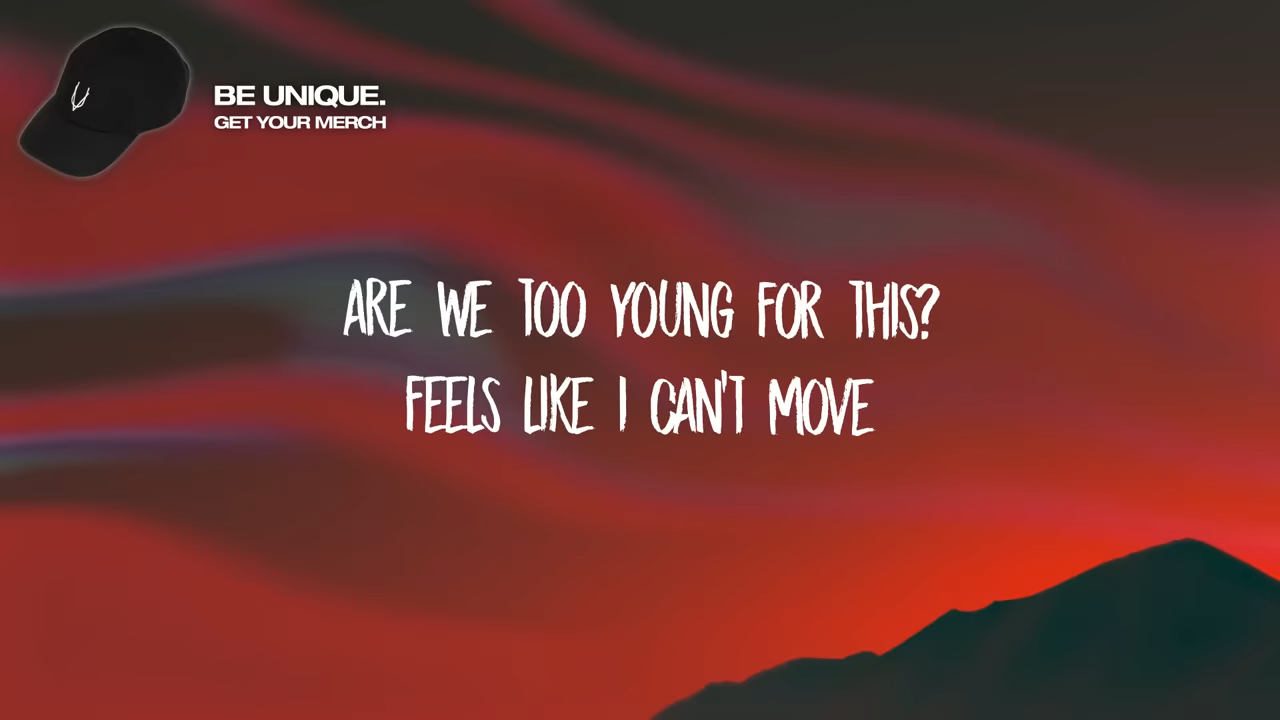 BE UNIQUE.
GET YOUR MERCH
ARE WE TOO YOUNG FOR THIS?
FEELS LIKE I CAN'T MOVE